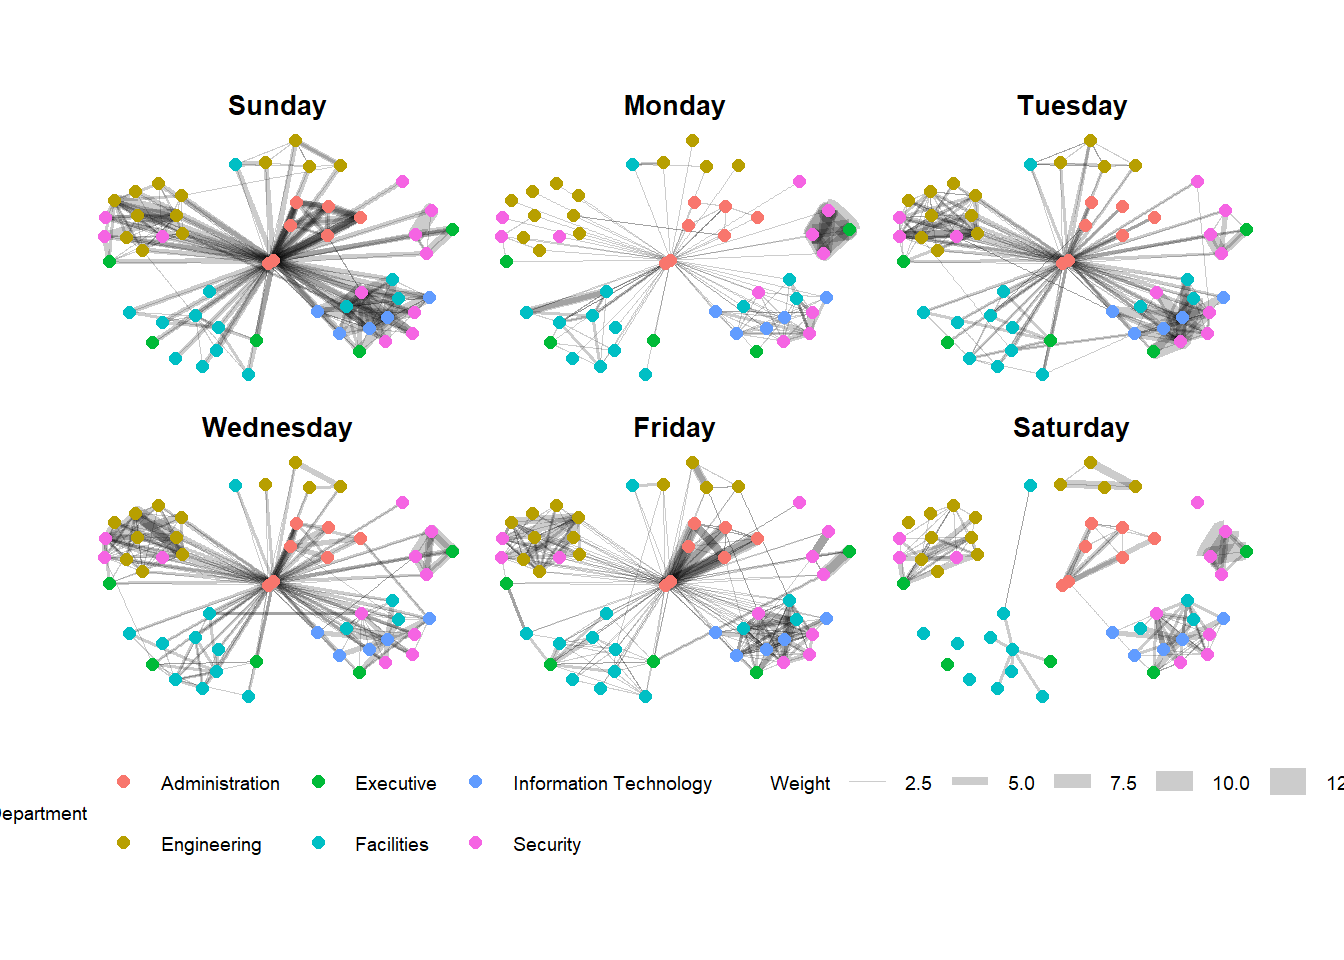 Sunday Monday Tuesday
Wednesday Friday Saturday
Administration Executive Information Technology Weight 2.5 5.0 7.5 10.0
epartment
Engineering Facilities Security